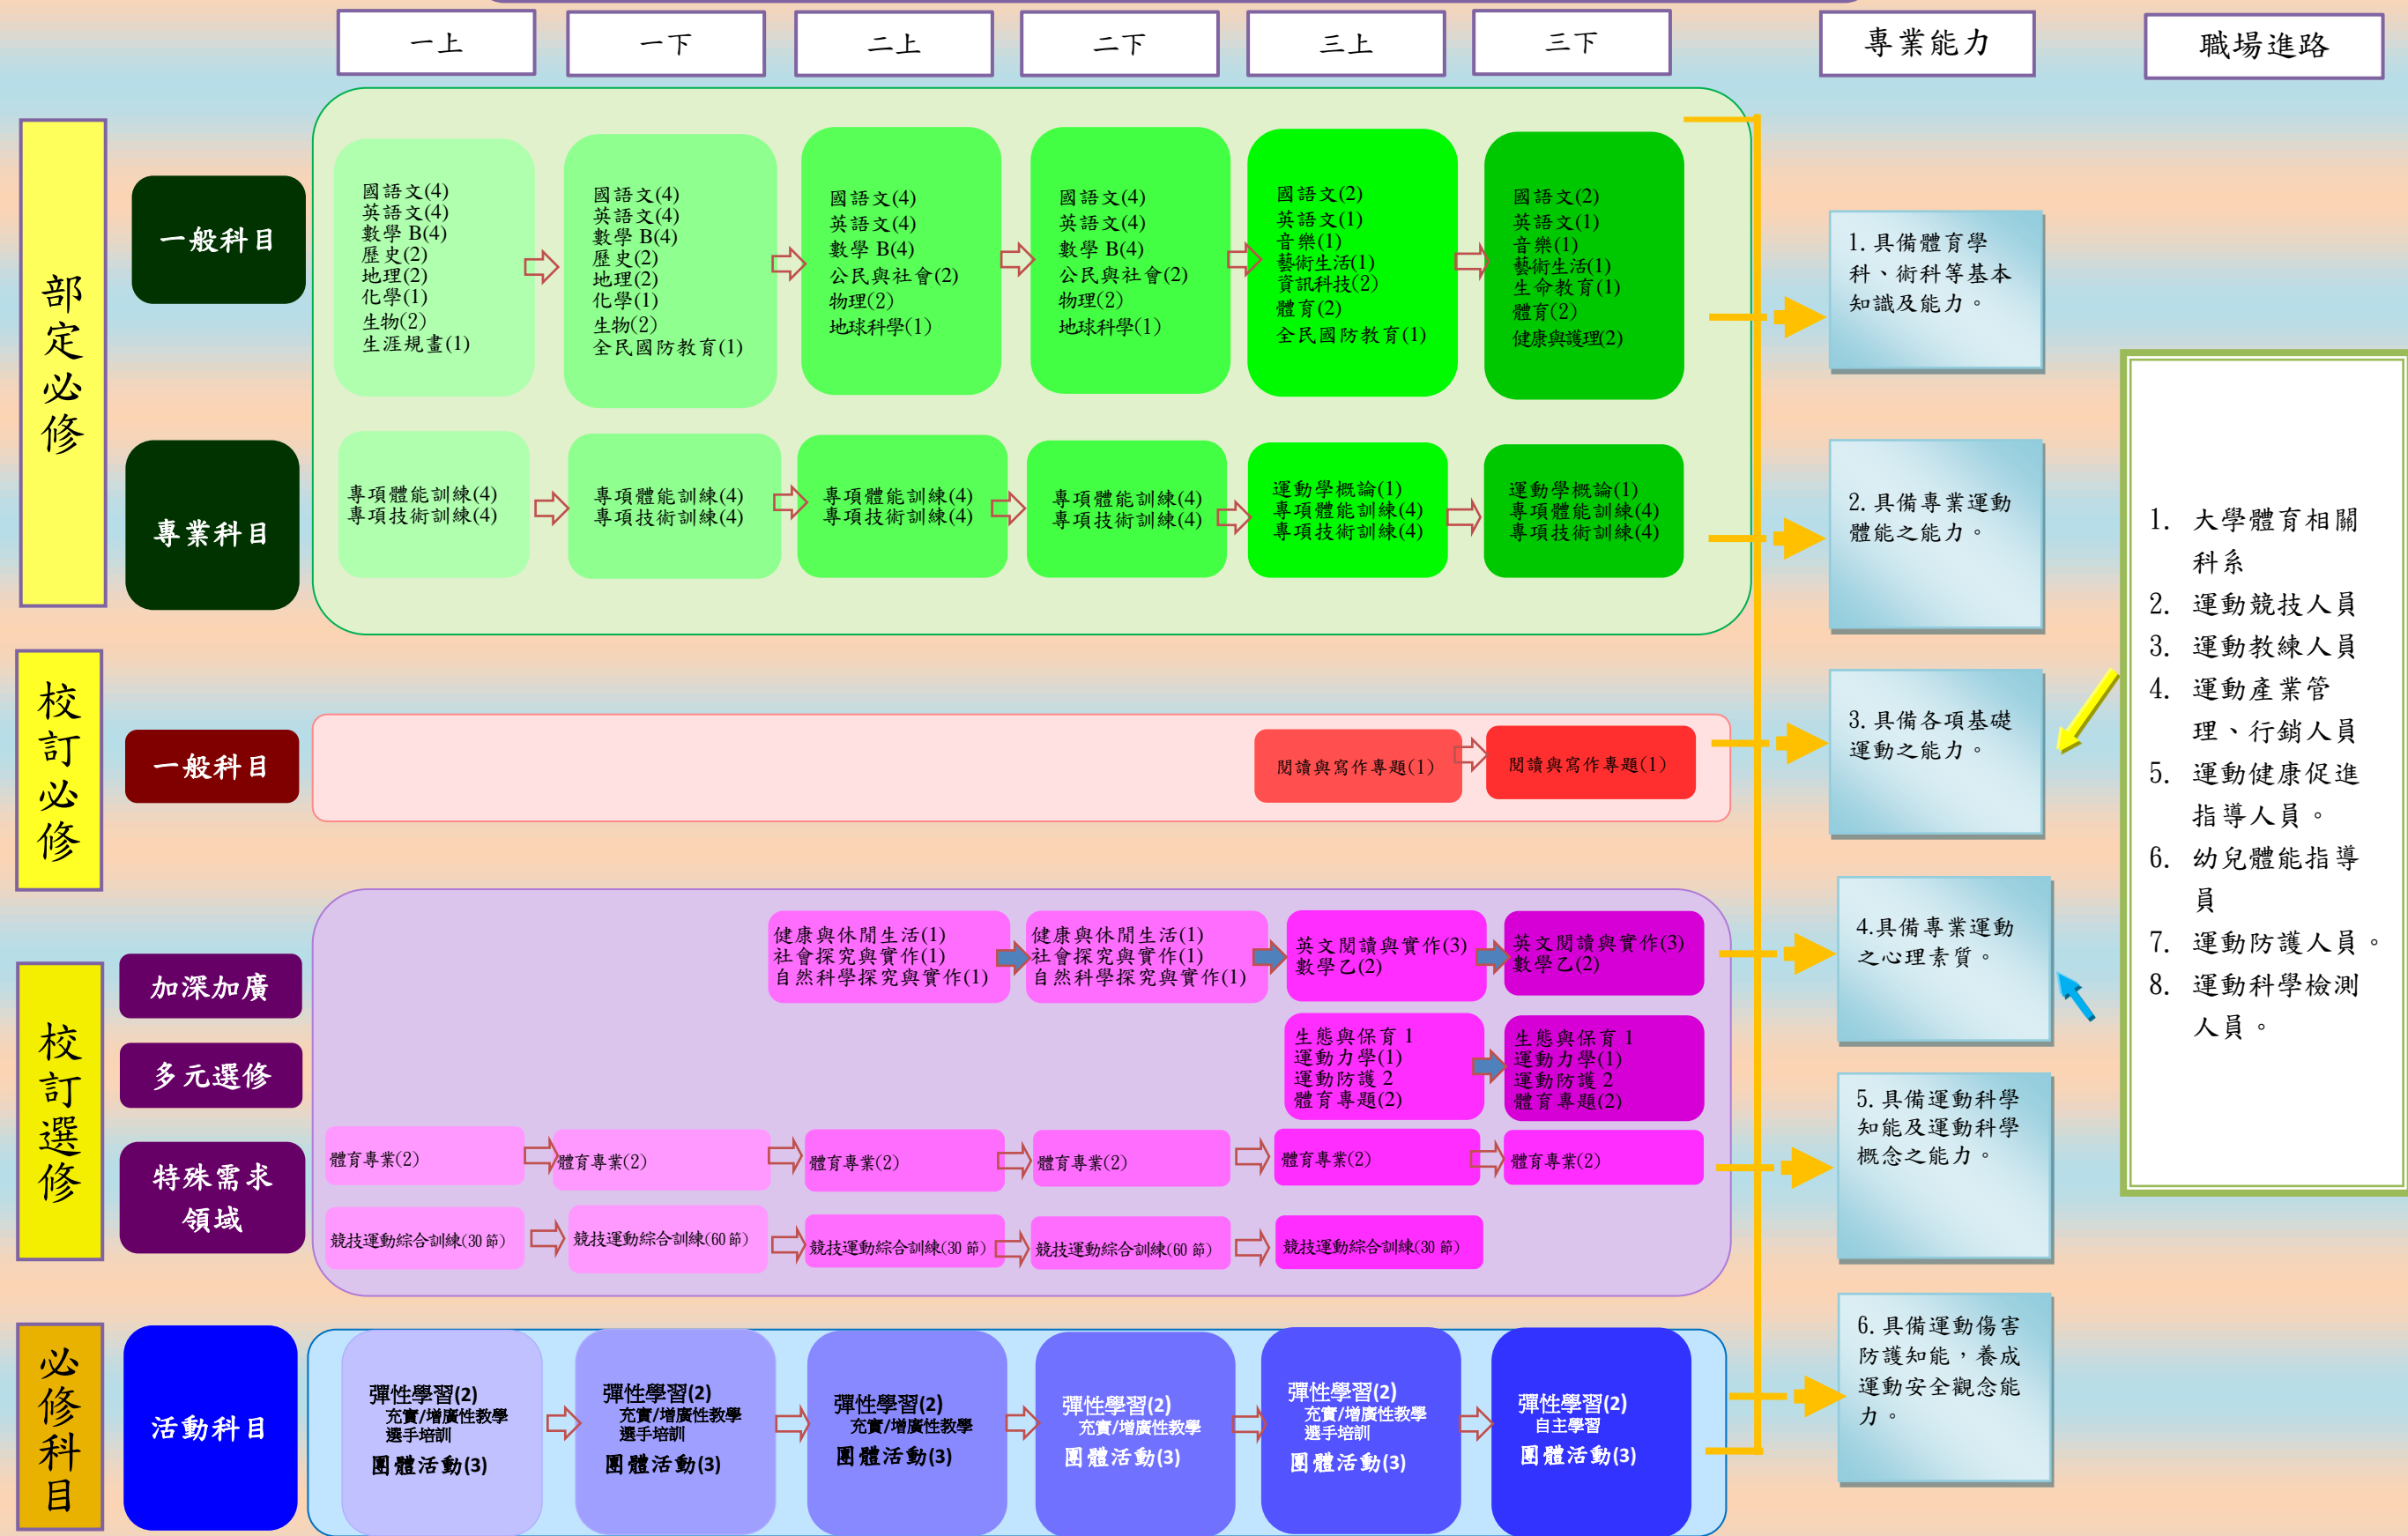 一上
一下
二上
二下
三上
三下
專業能力
職場進路
部定必修
一般科目
國語文(4)
英語文(4)
數學 B(4)
歷史(2)
地理(2)
化學(1)
生物(2)
生涯規畫(1)
國語文(4)
英語文(4)
數學 B(4)
歷史(2)
地理(2)
化學(1)
生物(2)
全民國防教育(1)
國語文(4)
英語文(4)
數學 B(4)
公民與社會(2)
物理(2)
地球科學(1)
國語文(4)
英語文(4)
數學 B(4)
公民與社會(2)
物理(2)
地球科學(1)
國語文(2)
英語文(1)
音樂(1)
藝術生活(1)
資訊科技(2)
體育(2)
全民國防教育(1)
國語文(2)
英語文(1)
音樂(1)
藝術生活(1)
生命教育(1)
體育(2)
健康與護理(2)
專業科目
專項體能訓練(4)
專項技術訓練(4)
專項體能訓練(4)
專項技術訓練(4)
專項體能訓練(4)
專項技術訓練(4)
專項體能訓練(4)
專項技術訓練(4)
運動學概論(1)
專項體能訓練(4)
專項技術訓練(4)
運動學概論(1)
專項體能訓練(4)
專項技術訓練(4)
校訂必修
一般科目
閱讀與寫作專題(1)
閱讀與寫作專題(1)
校訂選修
加深加廣
健康與休閒生活(1)
社會探究與實作(1)
自然科學探究與實作(1)
健康與休閒生活(1)
社會探究與實作(1)
自然科學探究與實作(1)
英文閱讀與實作(3)
數學乙(2)
英文閱讀與實作(3)
數學乙(2)
多元選修
生態與保育 1
運動力學(1)
運動防護 2
體育專題(2)
生態與保育 1
運動力學(1)
運動防護 2
體育專題(2)
特殊需求
領域
體育專業(2)
體育專業(2)
體育專業(2)
體育專業(2)
體育專業(2)
體育專業(2)
競技運動綜合訓練(30 節)
競技運動綜合訓練(60 節)
競技運動綜合訓練(30 節)
競技運動綜合訓練(60 節)
競技運動綜合訓練(30 節)
必修科目
活動科目
彈性學習(2)
充實/增廣性教學
選手培訓
團體活動(3)
彈性學習(2)
充實/增廣性教學
選手培訓
團體活動(3)
彈性學習(2)
充實/增廣性教學
團體活動(3)
彈性學習(2)
充實/增廣性教學
團體活動(3)
彈性學習(2)
充實/增廣性教學
選手培訓
團體活動(3)
彈性學習(2)
自主學習
團體活動(3)
1. 具備體育學
科、術科等基本
知識及能力。
2. 具備專業運動
體能之能力。
3. 具備各項基礎
運動之能力。
4.具備專業運動
之心理素質。
5. 具備運動科學
知能及運動科學
概念之能力。
6. 具備運動傷害
防護知能，養成
運動安全觀念能
力。
1. 大學體育相關
科系
2. 運動競技人員
3. 運動教練人員
4. 運動產業管
理、行銷人員
5. 運動健康促進
指導人員。
6. 幼兒體能指導
員
7. 運動防護人員。
8. 運動科學檢測
人員。